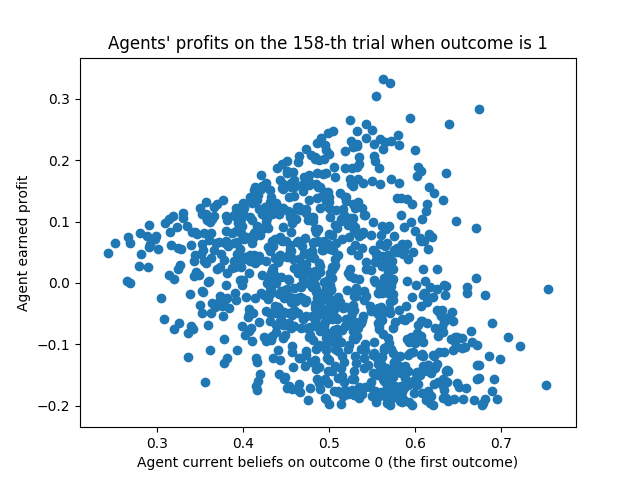 Agents' profits on the 158-th trial when outcome is 1
0.3
0.2
0.1
0.0
−0.1
−0.2
Agent earned profit
0.3 0.4 0.5 0.6 0.7
Agent current beliefs on outcome 0 (the first outcome)